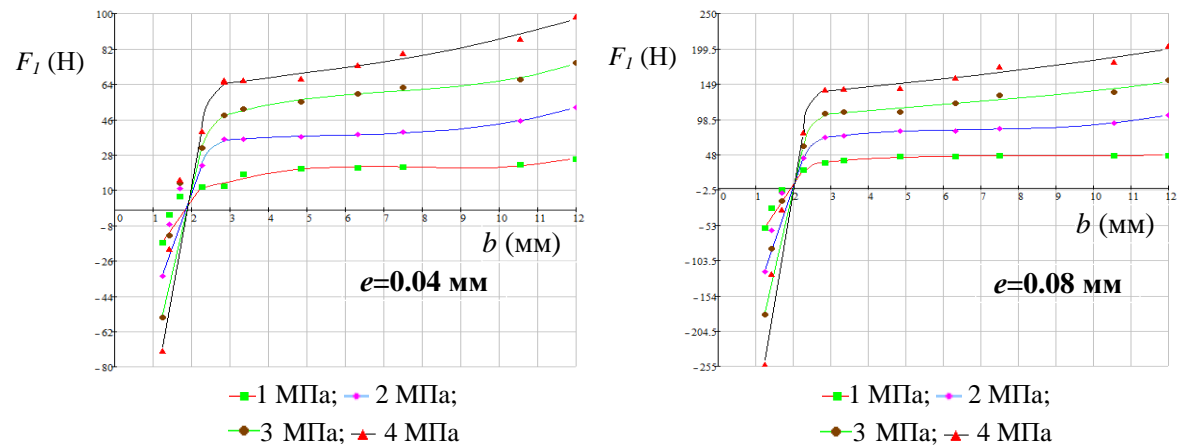 F₁ (Н)
100
82
64
46
28
10
−8
−26
−44
−62
−80
0 1 2 3 4 5 6 7 8 9 10 11 12
b (мм)
e=0.04 мм
1 МПа; 2 МПа;
3 МПа; 4 МПа
F₁ (Н)
250
199.5
149
98.5
48
−2.5
−53
−103.5
−154
−204.5
−255
0 1 2 3 4 5 6 7 8 9 10 11 12
b (мм)
e=0.08 мм
1 МПа; 2 МПа;
3 МПа; 4 МПа